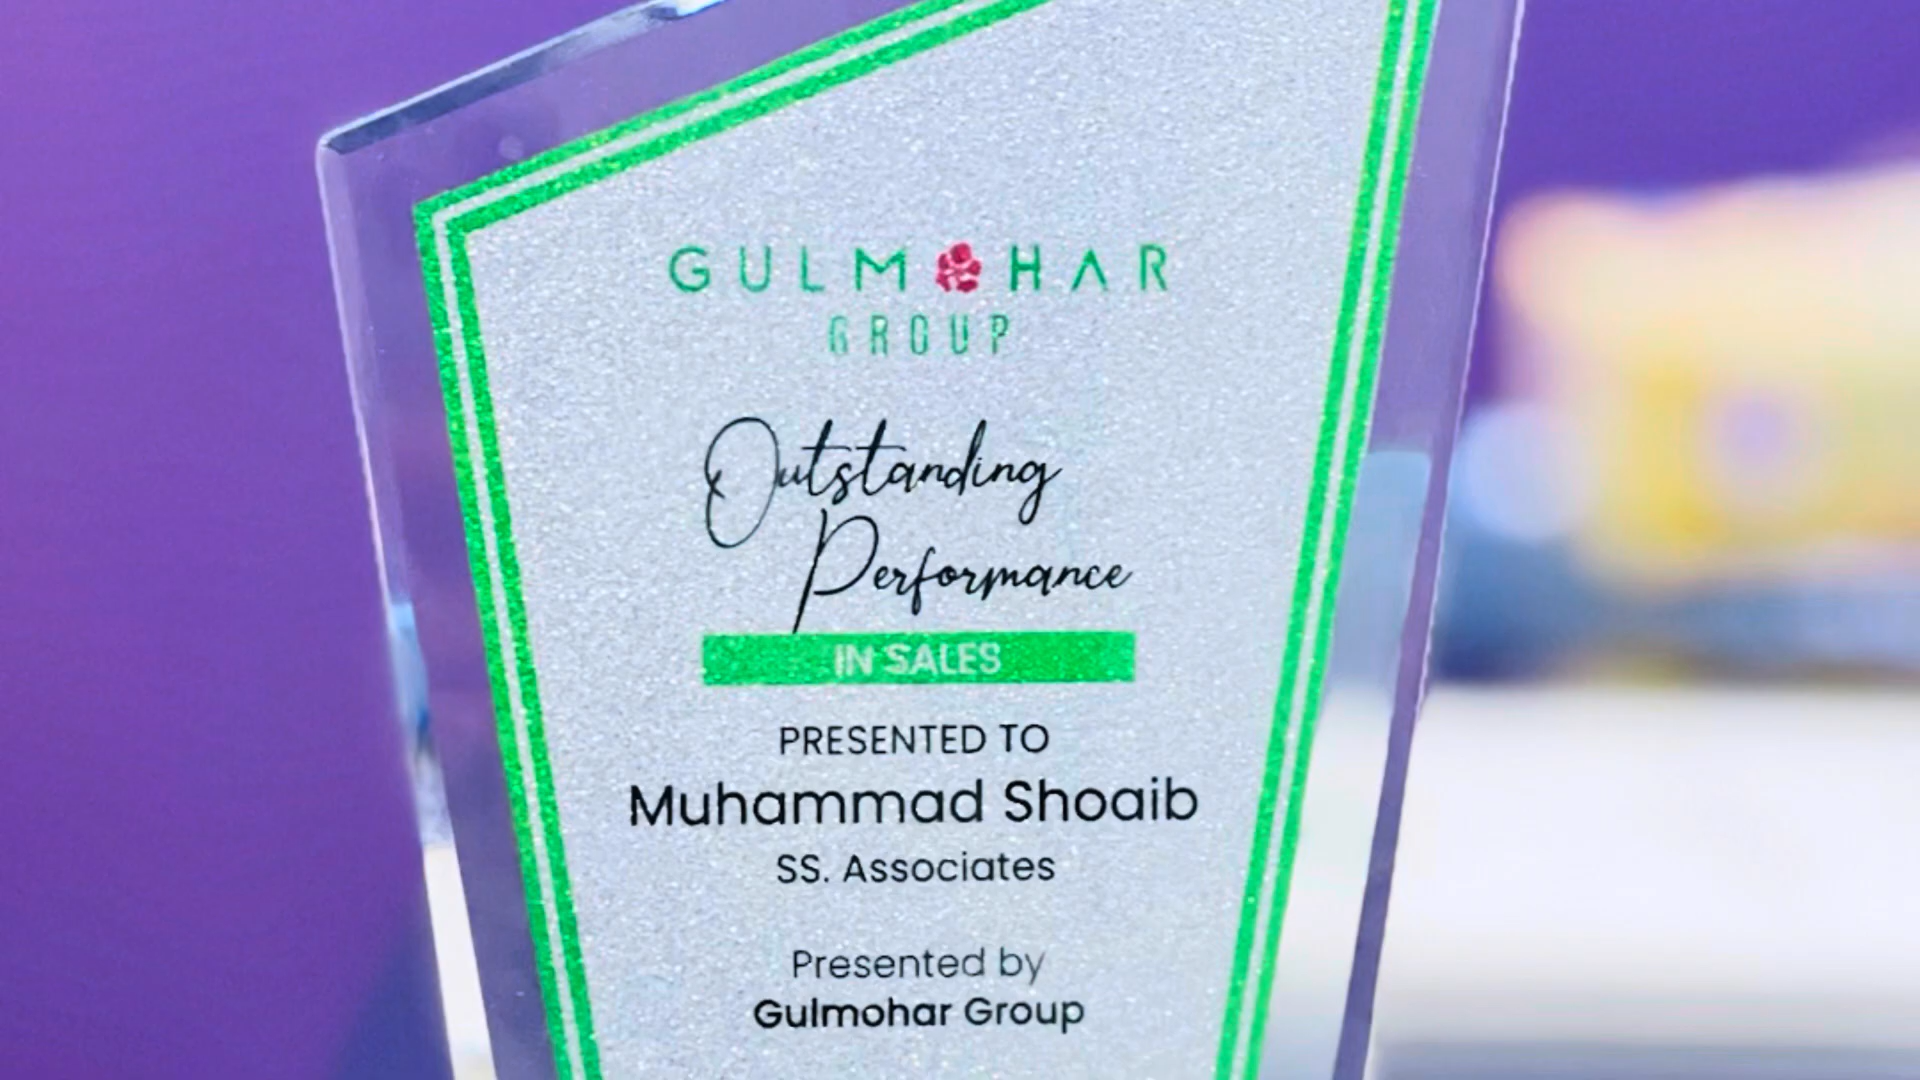 GULMOHAR
GROUP
Outstanding
Performance
IN SALES
PRESENTED TO
Muhammad Shoaib
SS. Associates
Presented by
Gulmohar Group